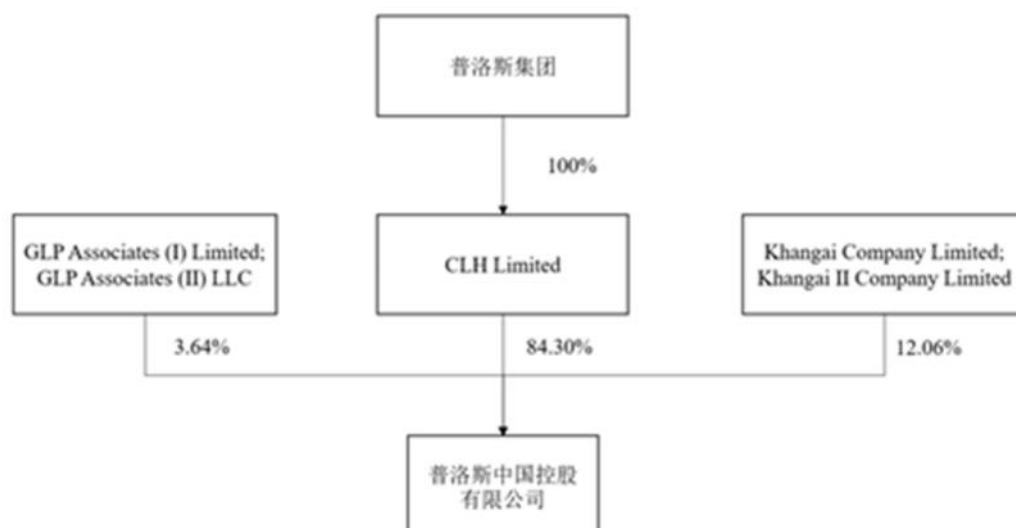 普洛斯集团
100%
GLP Associates (I) Limited;
GLP Associates (II) LLC
CLH Limited
Khangai Company Limited;
Khangai II Company Limited
3.64%
84.30%
12.06%
普洛斯中国控股
有限公司